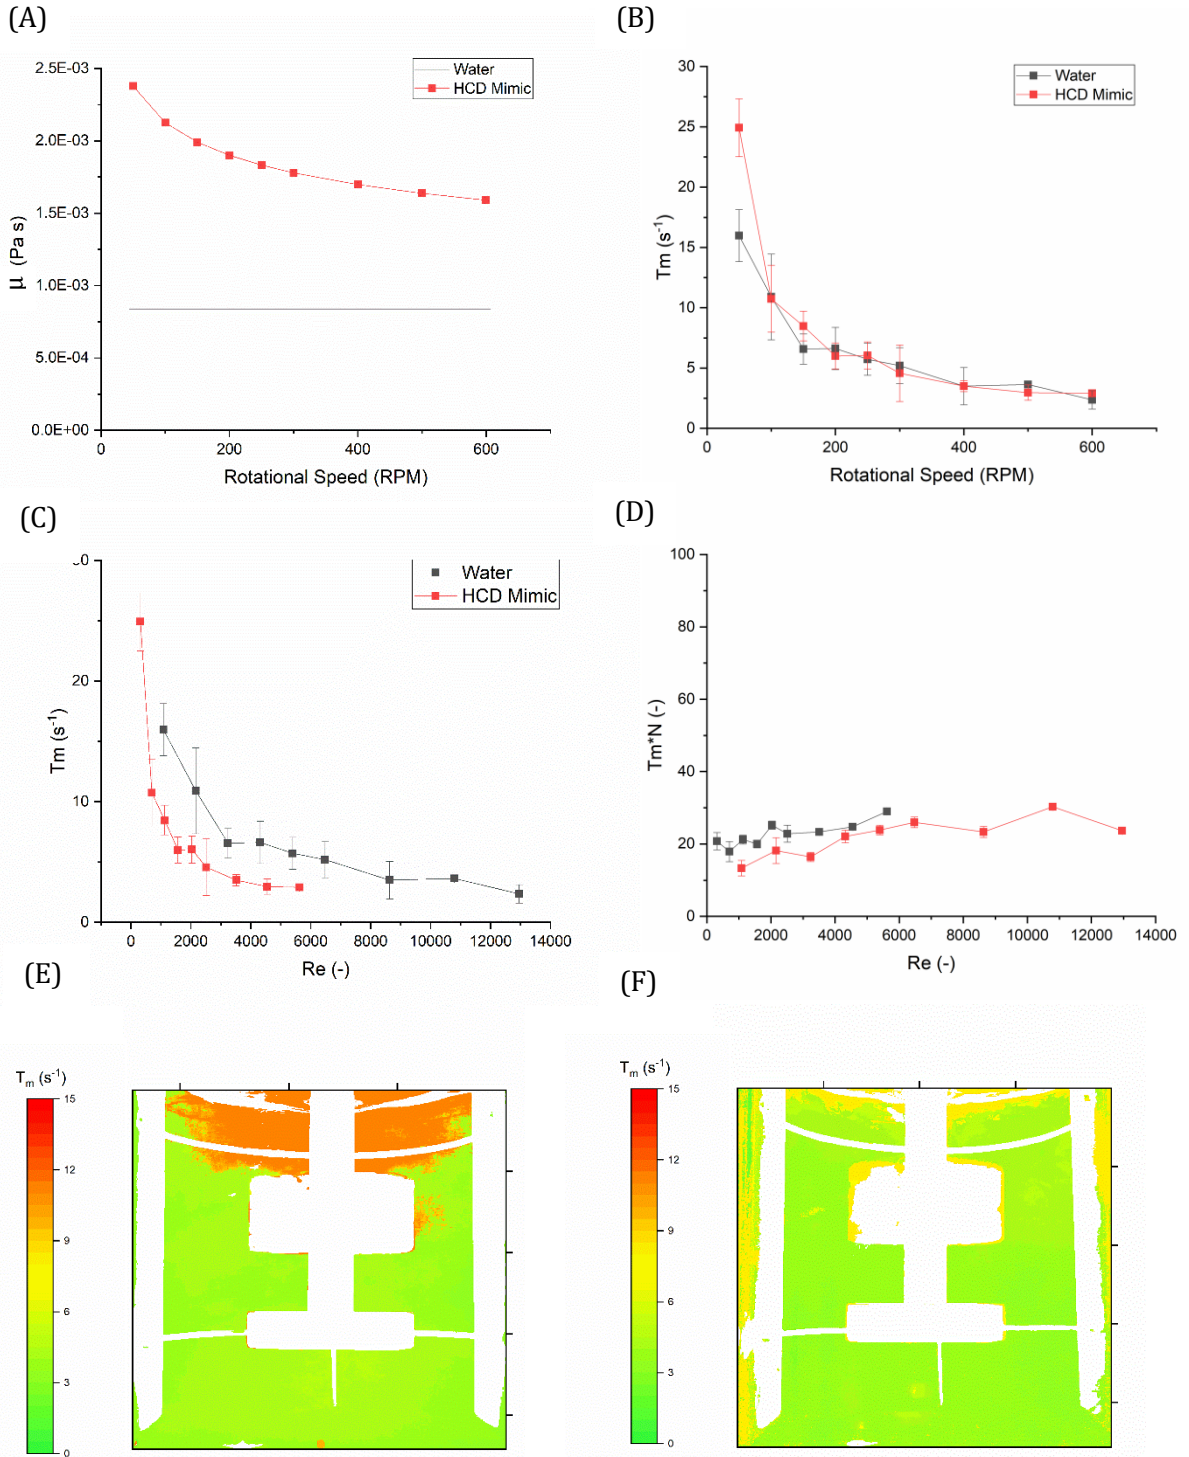 (A)
2.5E-03
2.0E-03
1.5E-03
1.0E-03
5.0E-04
0.0E+00
μ (Pa s)
Water
HCD Mimic
0 200 400 600
Rotational Speed (RPM)
(B)
30
25
20
15
10
5
0
Tm (s⁻¹)
Water
HCD Mimic
0 200 400 600
Rotational Speed (RPM)
(C)
20
10
0
Tm (s⁻¹)
Water
HCD Mimic
0 2000 4000 6000 8000 10000 12000 14000
Re (-)
(D)
100
80
60
40
20
0
Tm*N (-)
0 2000 4000 6000 8000 10000 12000 14000
Re (-)
(E)
Tₘ (s⁻¹)
15
12
9
6
3
0
(F)
Tₘ (s⁻¹)
15
12
9
6
3
0